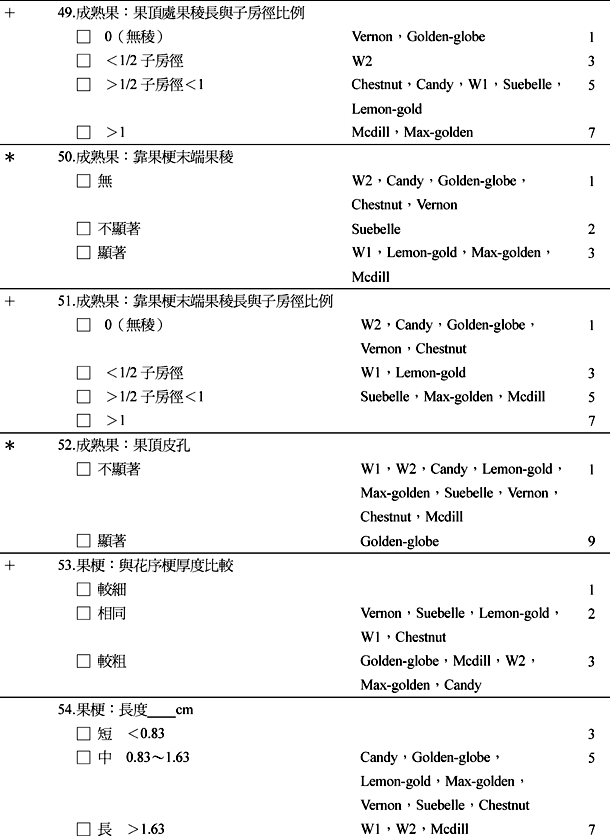 + 49.成熟果：果頂處果稜長與子房徑比例
□ 0（無稜） Vernon，Golden-globe 1
□ ＜1/2 子房徑 W2 3
□ ＞1/2 子房徑＜1 Chestnut，Candy，W1，Suebelle， 5
Lemon-gold
□ ＞1 Mcdill，Max-golden 7
* 50.成熟果：靠果梗末端果稜
□ 無 W2，Candy，Golden-globe， 1
Chestnut，Vernon
□ 不顯著 Suebelle 2
□ 顯著 W1，Lemon-gold，Max-golden， 3
Mcdill
+ 51.成熟果：靠果梗末端果稜長與子房徑比例
□ 0（無稜） W2，Candy，Golden-globe， 1
Vernon，Chestnut
□ ＜1/2 子房徑 W1，Lemon-gold 3
□ ＞1/2 子房徑＜1 Suebelle，Max-golden，Mcdill 5
□ ＞1 7
* 52.成熟果：果頂皮孔
□ 不顯著 W1，W2，Candy，Lemon-gold， 1
Max-golden，Suebelle，Vernon，
Chestnut，Mcdill
□ 顯著 Golden-globe 9
+ 53.果梗：與花序梗厚度比較
□ 較細 1
□ 相同 Vernon，Suebelle，Lemon-gold， 2
W1，Chestnut
□ 較粗 Golden-globe，Mcdill，W2， 3
Max-golden，Candy
54.果梗：長度____cm
□ 短 ＜0.83 3
□ 中 0.83～1.63 Candy，Golden-globe， 5
Lemon-gold，Max-golden，
Vernon，Suebelle，Chestnut
□ 長 ＞1.63 W1，W2，Mcdill 7